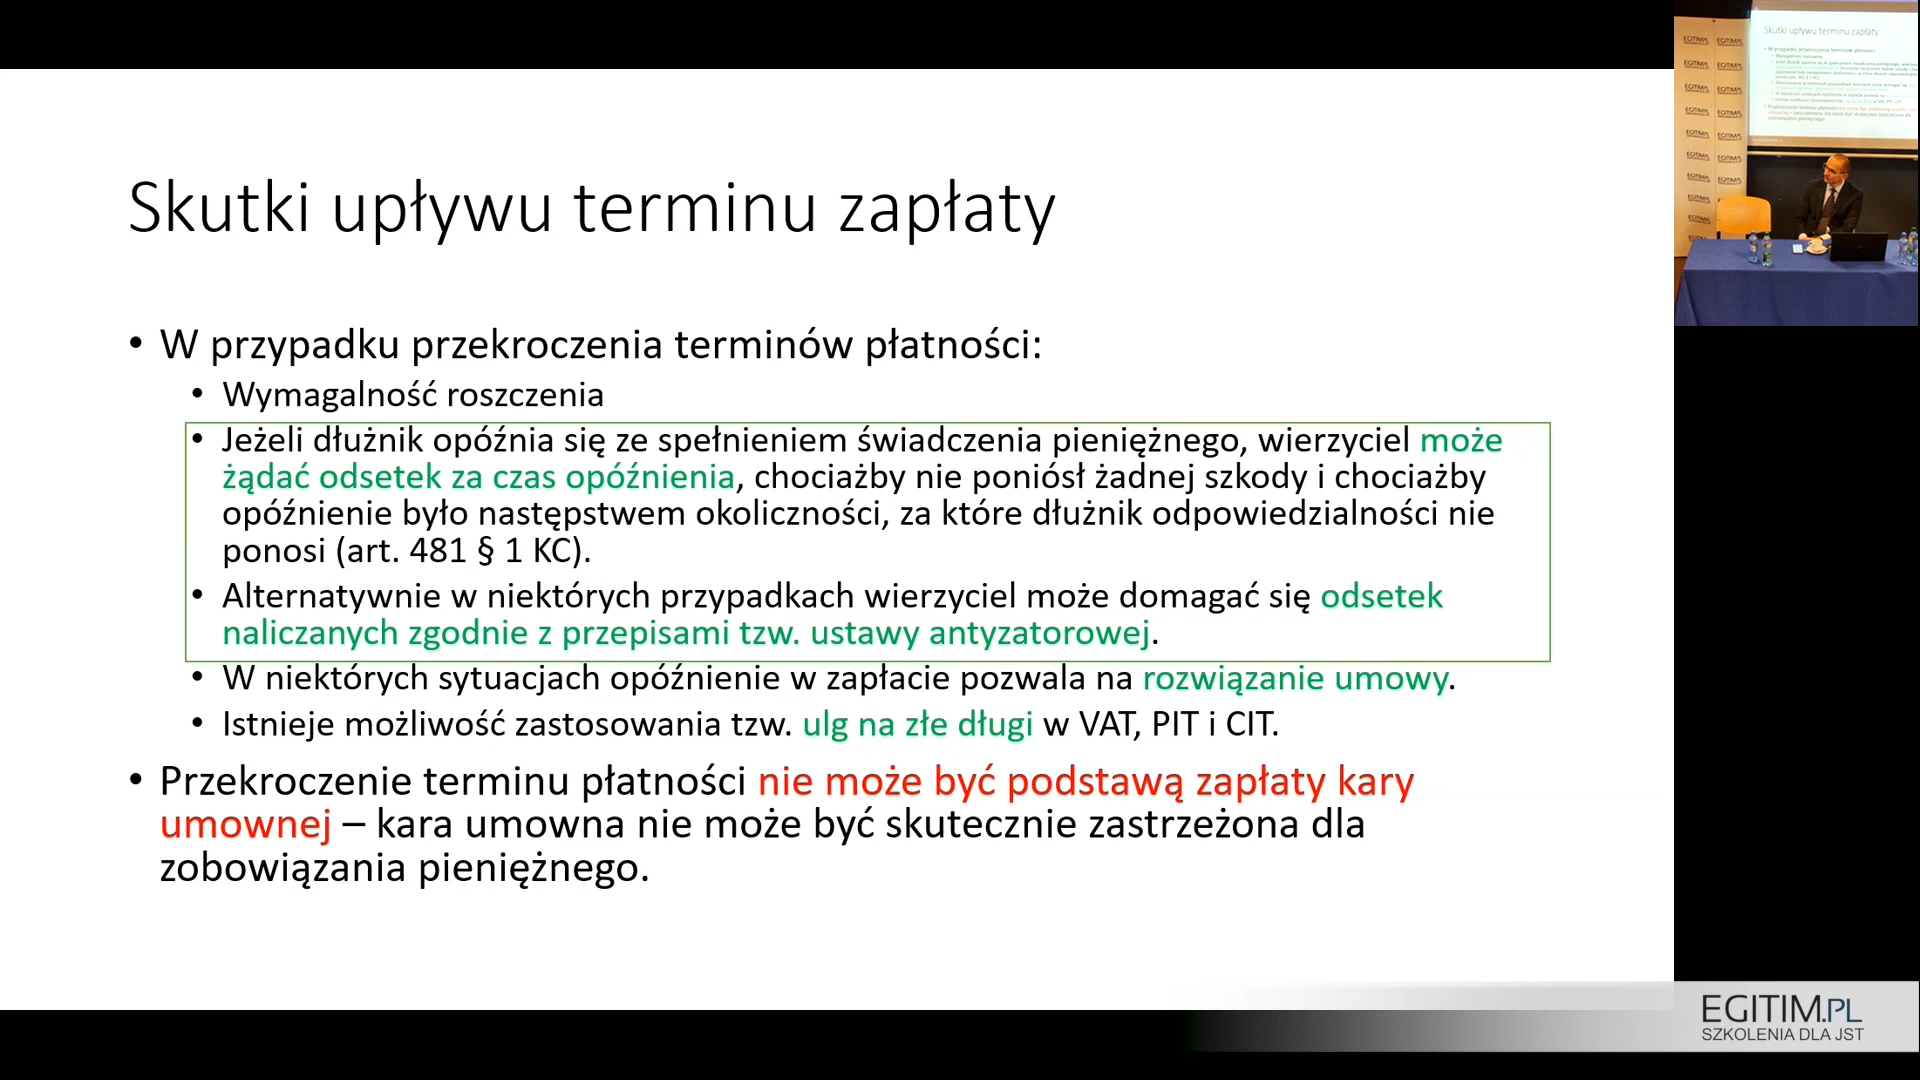 Skutki upływu terminu zapłaty
• W przypadku przekroczenia terminów płatności:
• Wymagalność roszczenia
• Jeżeli dłużnik opóźnia się ze spełnieniem świadczenia pieniężnego, wierzyciel może
żądać odsetek za czas opóźnienia, chociażby nie poniósł żadnej szkody i chociażby
opóźnienie było następstwem okoliczności, za które dłużnik odpowiedzialności nie
ponosi (art. 481 § 1 KC).
• Alternatywnie w niektórych przypadkach wierzyciel może domagać się odsetek
naliczanych zgodnie z przepisami tzw. ustawy antyzatorowej.
• W niektórych sytuacjach opóźnienie w zapłacie pozwala na rozwiązanie umowy.
• Istnieje możliwość zastosowania tzw. ulg na złe długi w VAT, PIT i CIT.
• Przekroczenie terminu płatności nie może być podstawą zapłaty kary
umownej – kara umowna nie może być skutecznie zastrzeżona dla
zobowiązania pieniężnego.
Skutki upływu terminu zapłaty
EGITIM.PL
SZKOLENIA DLA JST